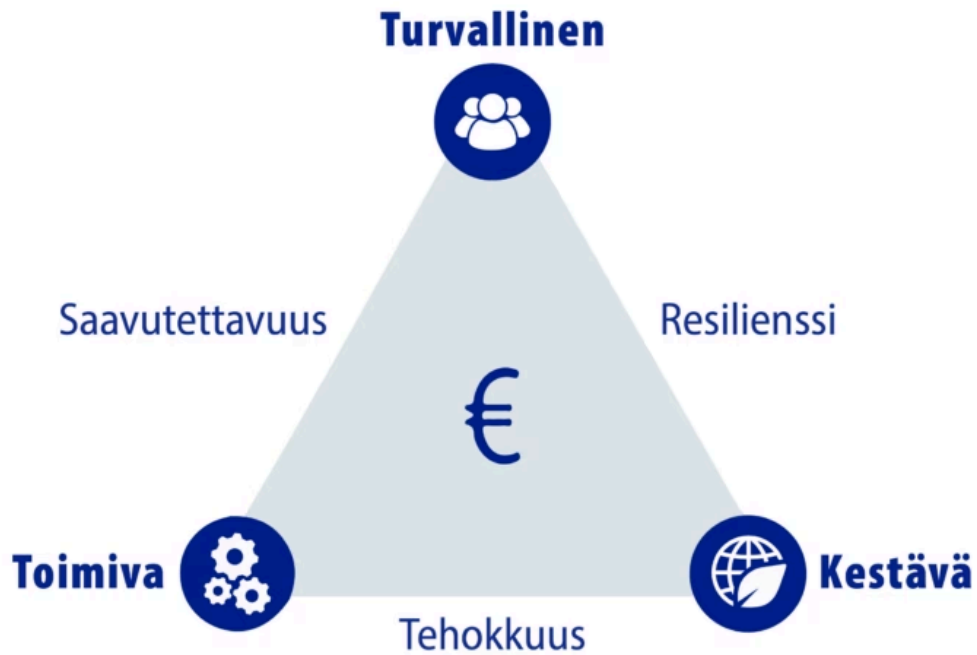 Turvallinen
Saavutettavuus
Resilienssi
€
Toimiva
Kestävä
Tehokkuus